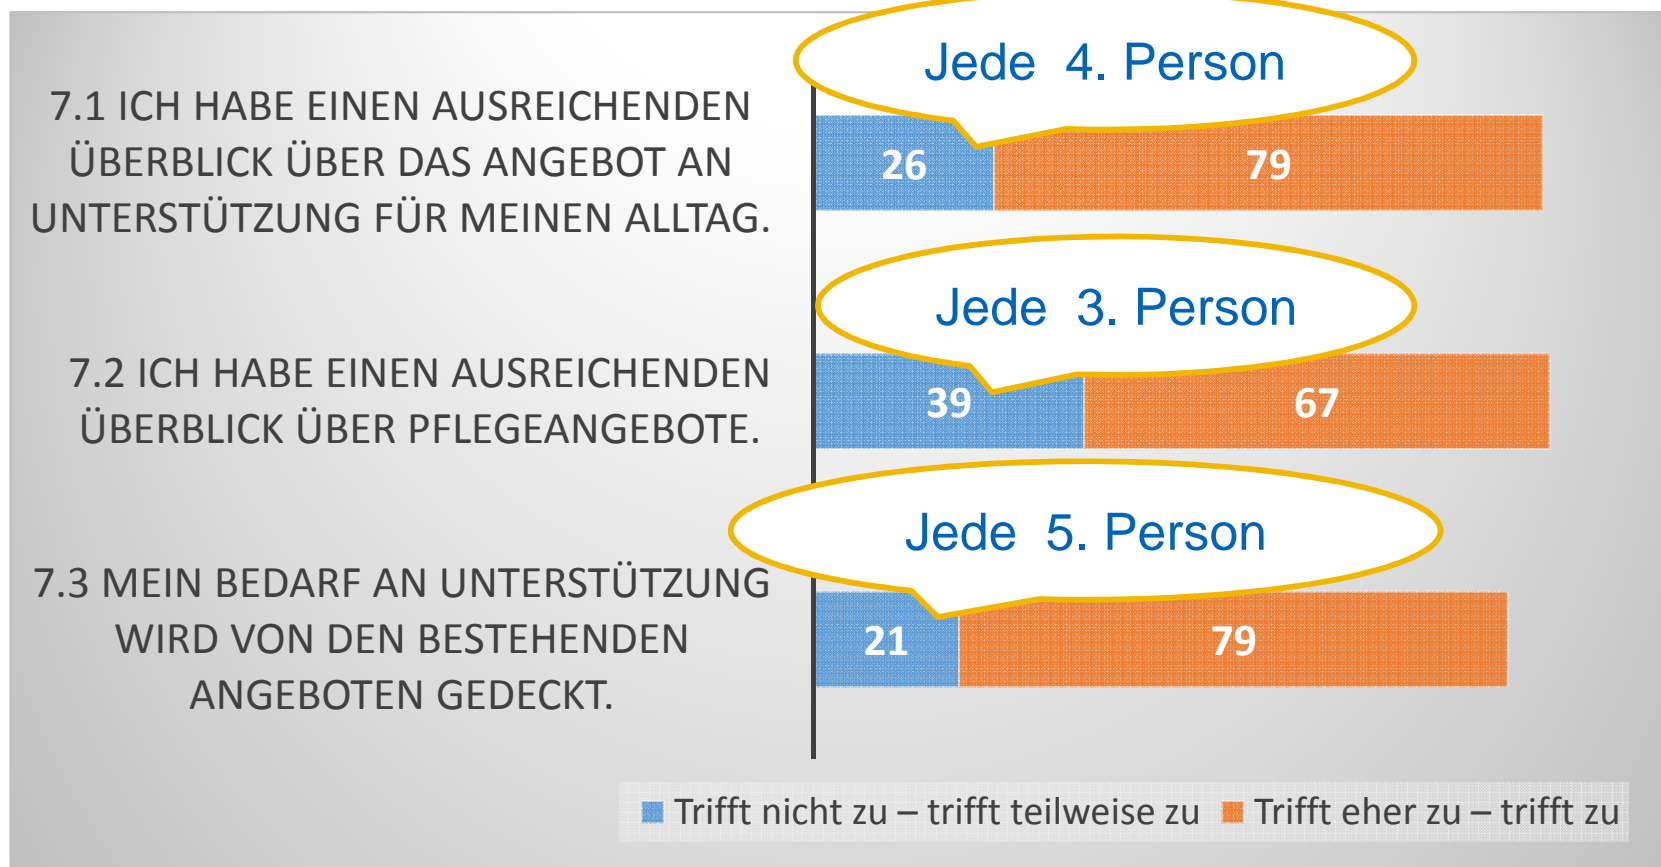 Jede 4. Person
7.1 ICH HABE EINEN AUSREICHENDEN
ÜBERBLICK ÜBER DAS ANGEBOT AN
UNTERSTÜTZUNG FÜR MEINEN ALLTAG.
26 79
Jede 3. Person
7.2 ICH HABE EINEN AUSREICHENDEN
ÜBERBLICK ÜBER PFLEGEANGEBOTE.
39 67
Jede 5. Person
7.3 MEIN BEDARF AN UNTERSTÜTZUNG
WIRD VON DEN BESTEHENDEN
ANGEBOTEN GEDECKT.
21 79
Trifft nicht zu – trifft teilweise zu Trifft eher zu – trifft zu